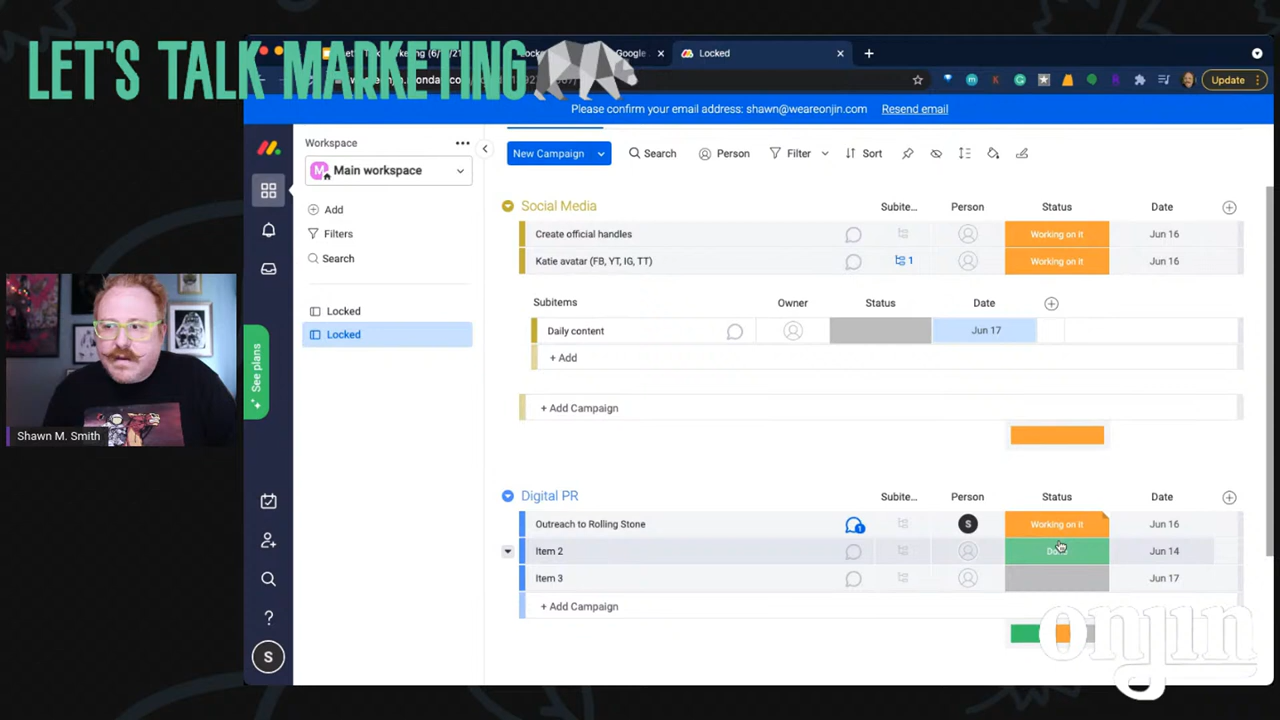 LET'S TALK MARKETING
Google
Locked
Update
Please confirm your email address: shawn@weareonjin.com Resend email
Workspace
M Main workspace
Add
Filters
Search
Locked
Locked
See plans
S
New Campaign
Search
Person
Filter
Sort
Social Media Subite... Person Status Date
Create official handles Working on it Jun 16
Katie avatar (FB, YT, IG, TT) 1 Working on it Jun 16
Subitems Owner Status Date
Daily content Jun 17
+ Add
+ Add Campaign
Digital PR Subite... Person Status Date
Outreach to Rolling Stone 1 S Working on it Jun 16
Item 2 Jun 14
Item 3 Jun 17
+ Add Campaign
Shawn M. Smith
onjin